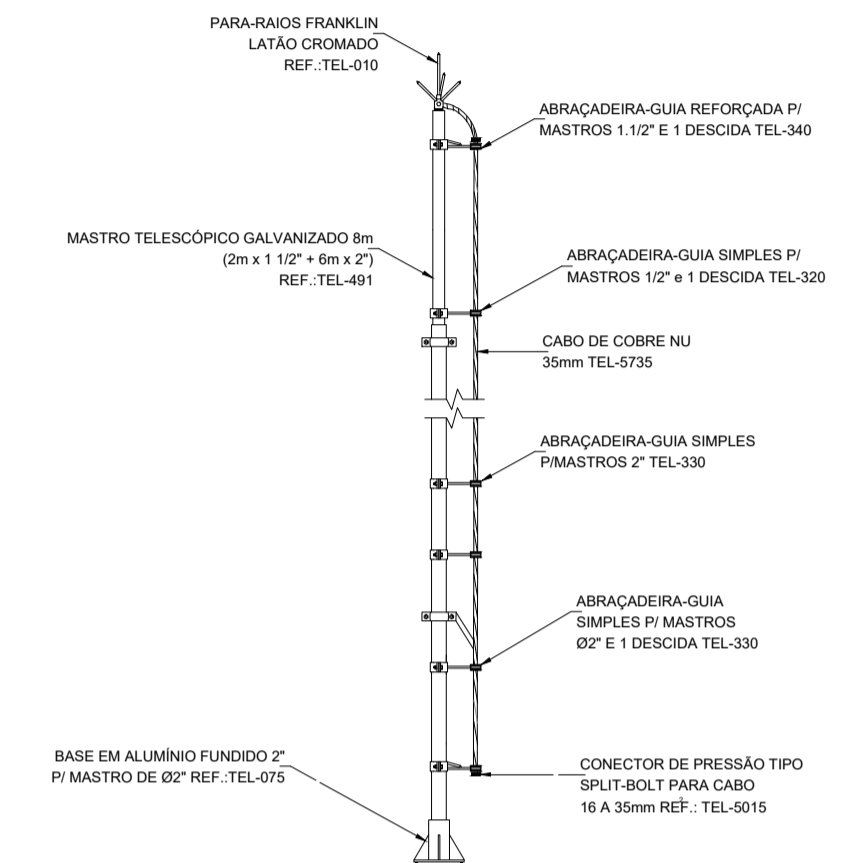 PARA-RAIOS FRANKLIN
LATÃO CROMADO
REF.:TEL-010
ABRAÇADEIRA-GUIA REFORÇADA P/
MASTROS 1.1/2" E 1 DESCIDA TEL-340
MASTRO TELESCÓPICO GALVANIZADO 8m
(2m x 1 1/2" + 6m x 2")
REF.:TEL-491
ABRAÇADEIRA-GUIA SIMPLES P/
MASTROS 1/2" e 1 DESCIDA TEL-320
CABO DE COBRE NU
35mm TEL-5735
ABRAÇADEIRA-GUIA SIMPLES
P/MASTROS 2" TEL-330
ABRAÇADEIRA-GUIA
SIMPLES P/ MASTROS
Ø2" E 1 DESCIDA TEL-330
BASE EM ALUMÍNIO FUNDIDO 2"
P/ MASTRO DE Ø2" REF.:TEL-075
CONECTOR DE PRESSÃO TIPO
SPLIT-BOLT PARA CABO
16 A 35mm² REF.: TEL-5015